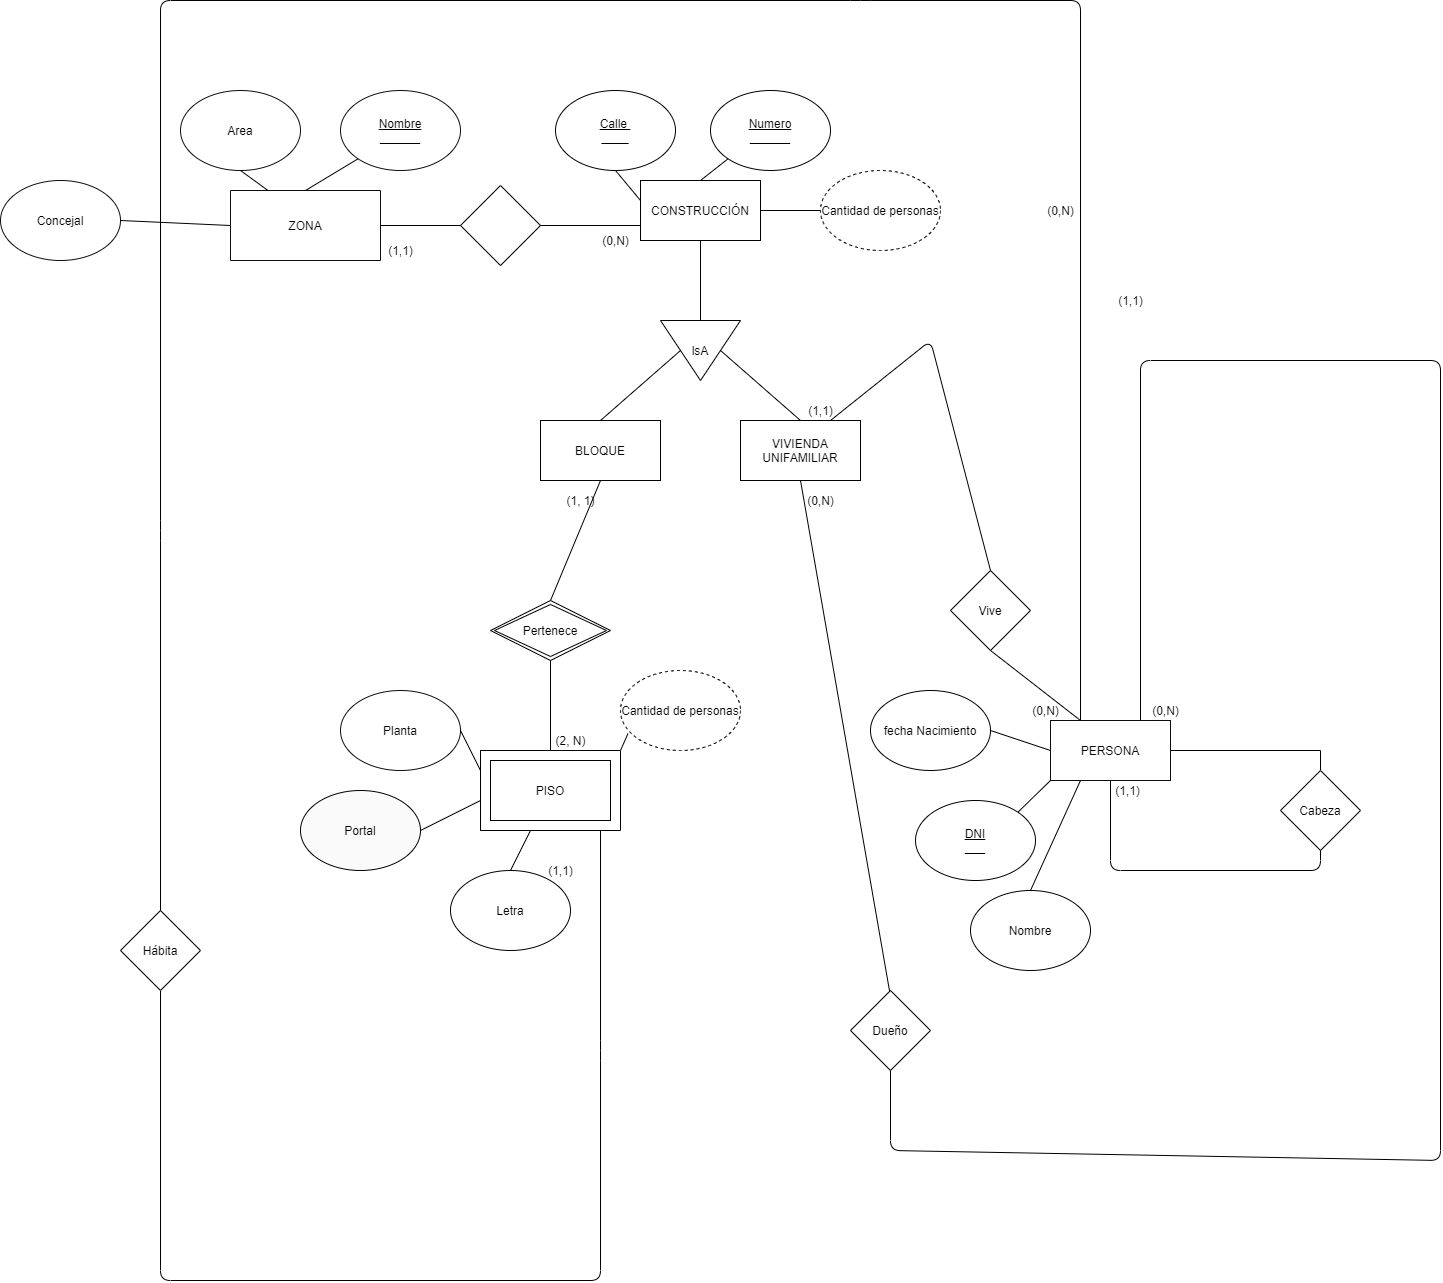 Area
Nombre
Calle
Numero
Concejal
ZONA
CONSTRUCCIÓN
Cantidad de personas
(0,N)
(1,1)
(0,N)
(1,1)
IsA
(1,1)
BLOQUE
VIVIENDA
UNIFAMILIAR
(1, 1)
(0,N)
Vive
Pertenece
Cantidad de personas
(0,N)
(0,N)
Planta
fecha Nacimiento
(2, N)
PERSONA
PISO
(1,1)
Cabeza
Portal
DNI
(1,1)
Letra
Nombre
Hábita
Dueño